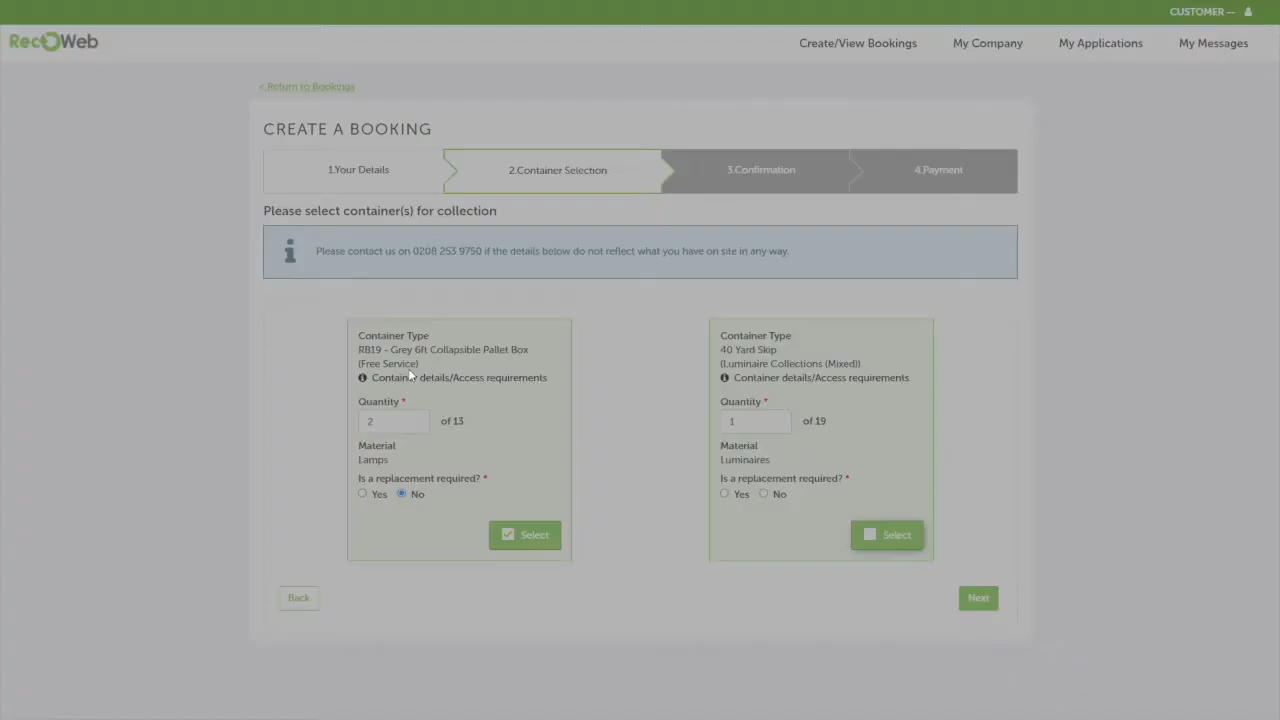 CUSTOMER --
RecoWeb
Create/View Bookings
My Company
My Applications
My Messages
< Return to Bookings
CREATE A BOOKING
1.Your Details
2.Container Selection
3.Confirmation
4.Payment
Please select container(s) for collection
Please contact us on 0208 253 9750 if the details below do not reflect what you have on site in any way.
Container Type
RB19 - Grey 6ft Collapsible Pallet Box
(Free Service)
Container details/Access requirements
Quantity *
2 of 13
Material
Lamps
Is a replacement required? *
Yes No
Select
Container Type
40 Yard Skip
(Luminaire Collections (Mixed))
Container details/Access requirements
Quantity *
1 of 19
Material
Luminaires
Is a replacement required? *
Yes No
Select
Back
Next